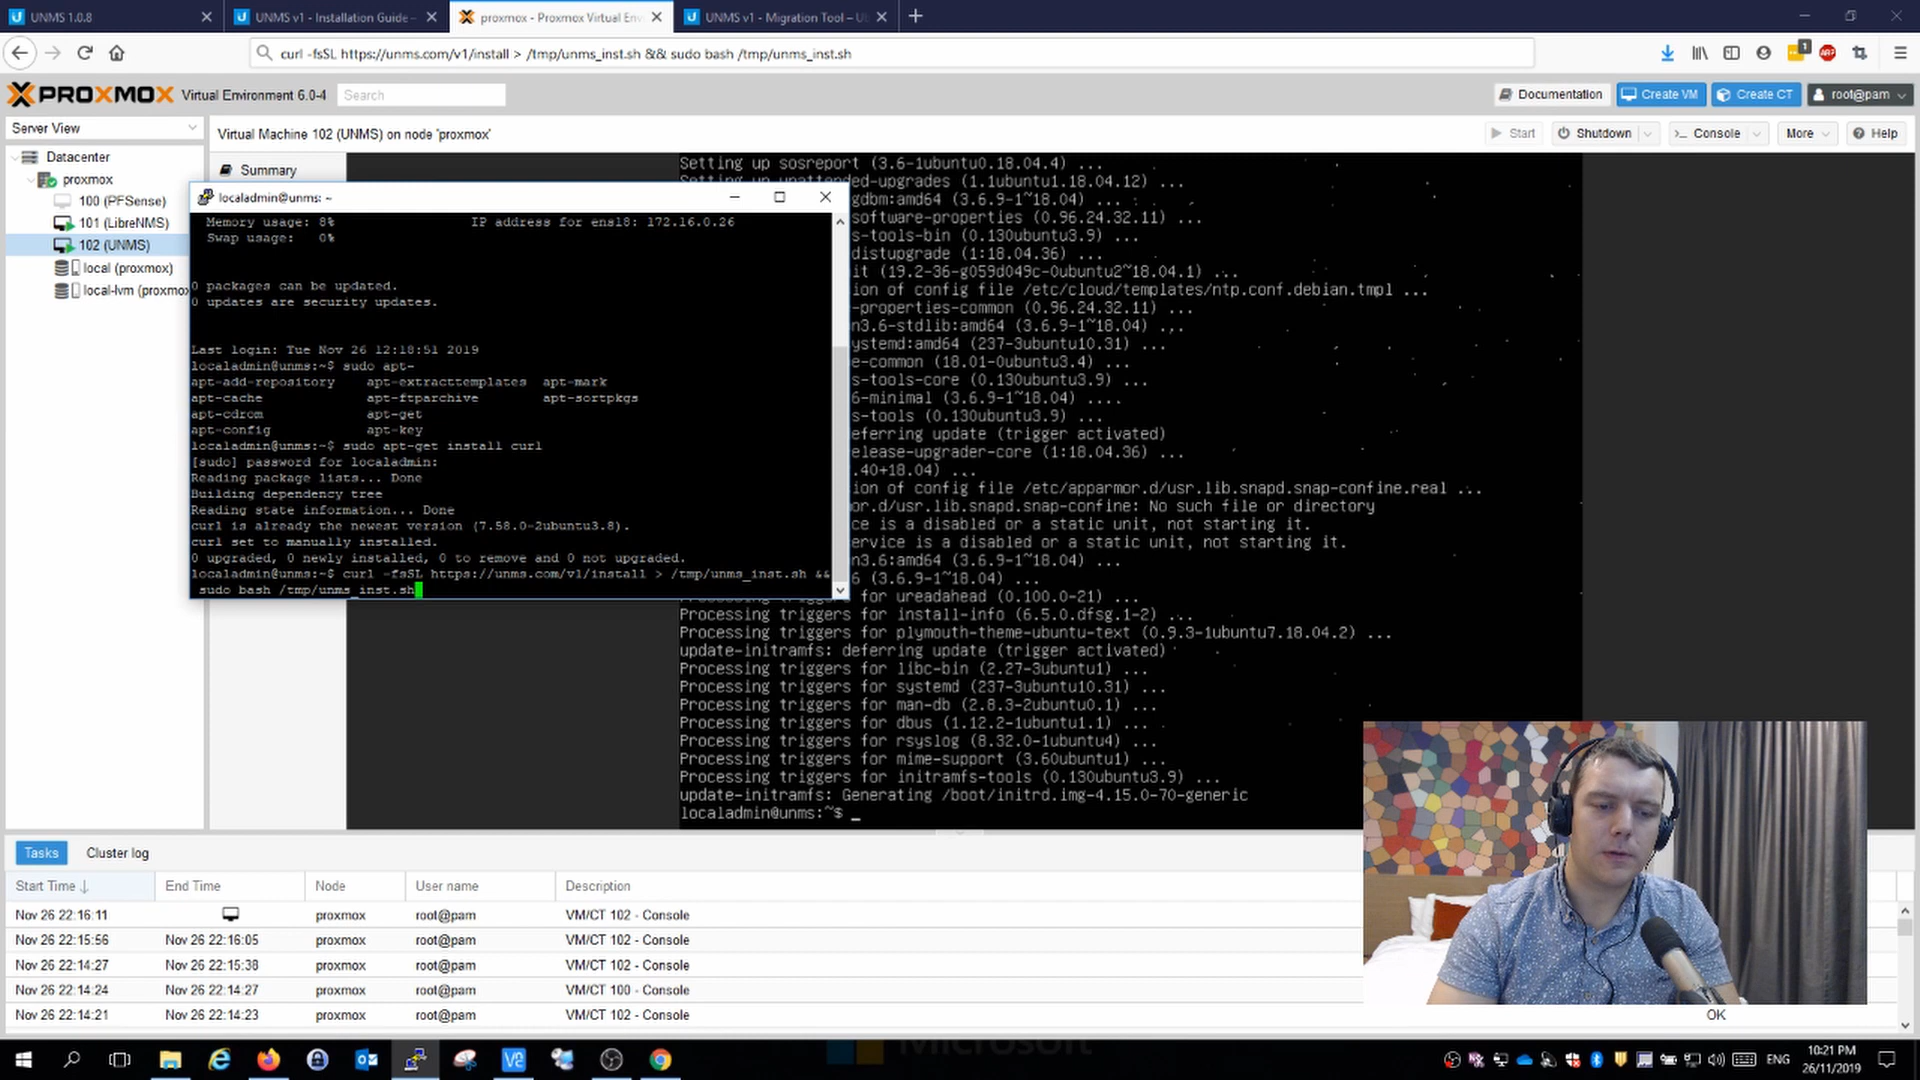 UNMS 1.0.8
UNMS v1 - Installation Guide -
proxmox - Proxmox Virtual Env
UNMS v1 - Migration Tool – U
curl -fsSL https://unms.com/v1/install > /tmp/unms_inst.sh && sudo bash /tmp/unms_inst.sh
1
PROXMOX Virtual Environment 6.0-4
Search
Documentation
Create VM
Create CT
root@pam
Server View
Virtual Machine 102 (UNMS) on node 'proxmox'
Start
Shutdown
Console
More
Help
Datacenter
proxmox
100 (PFSense)
101 (LibreNMS)
102 (UNMS)
local (proxmox)
local-lvm (proxmo
Summary
localadmin@unms: ~
Memory usage: 8% IP address for ens18: 172.16.0.26
Swap usage: 0%
0 packages can be updated.
0 updates are security updates.
Last login: Tue Nov 26 12:18:51 2019
localadmin@unms:~$ sudo apt-
apt-add-repository apt-extracttemplates apt-mark
apt-cache apt-ftparchive apt-sortpkgs
apt-cdrom apt-get
apt-config apt-key
localadmin@unms:~$ sudo apt-get install curl
[sudo] password for localadmin:
Reading package lists... Done
Building dependency tree
Reading state information... Done
curl is already the newest version (7.58.0-2ubuntu3.8).
curl set to manually installed.
0 upgraded, 0 newly installed, 0 to remove and 0 not upgraded.
localadmin@unms:~$ curl -fsSL https://unms.com/v1/install > /tmp/unms_inst.sh &&
sudo bash /tmp/unms_inst.sh
Setting up sosreport (3.6-1ubuntu0.18.04.4) ...
Setting up unattended-upgrades (1.1ubuntu1.18.04.12) ...
gdbm:amd64 (3.6.9-1~18.04) ...
software-properties (0.96.24.32.11) ...
s-tools-bin (0.130ubuntu3.9) ...
distupgrade (1:18.04.36) ...
it (19.2-36-g059d049c-0ubuntu2~18.04.1) ...
ion of config file /etc/cloud/templates/ntp.conf.debian.tmpl ...
-properties-common (0.96.24.32.11) ...
n3.6-stdlib:amd64 (3.6.9-1~18.04) ...
ystemd:amd64 (237-3ubuntu10.31) ...
e-common (18.01-0ubuntu3.4) ...
s-tools-core (0.130ubuntu3.9) ...
6-minimal (3.6.9-1~18.04) ....
s-tools (0.130ubuntu3.9) ...
eferring update (trigger activated)
elease-upgrader-core (1:18.04.36) ...
.40+18.04) ...
ion of config file /etc/apparmor.d/usr.lib.snapd.snap-confine.real ...
or.d/usr.lib.snapd.snap-confine: No such file or directory
ce is a disabled or a static unit, not starting it.
ervice is a disabled or a static unit, not starting it.
n3.6:amd64 (3.6.9-1~18.04) ...
6 (3.6.9-1~18.04) ...
Processing triggers for ureadahead (0.100.0-21) ...
Processing triggers for install-info (6.5.0.dfsg.1-2) ...
Processing triggers for plymouth-theme-ubuntu-text (0.9.3-1ubuntu7.18.04.2) ...
update-initramfs: deferring update (trigger activated)
Processing triggers for libc-bin (2.27-3ubuntu1) ...
Processing triggers for systemd (237-3ubuntu10.31) ...
Processing triggers for man-db (2.8.3-2ubuntu0.1) ...
Processing triggers for dbus (1.12.2-1ubuntu1.1) ...
Processing triggers for rsyslog (8.32.0-1ubuntu4) ...
Processing triggers for mime-support (3.60ubuntu1) ...
Processing triggers for initramfs-tools (0.130ubuntu3.9) ...
update-initramfs: Generating /boot/initrd.img-4.15.0-70-generic
localadmin@unms:~$ _
Tasks
Cluster log
Start Time End Time Node User name Description
Nov 26 22:16:11 proxmox root@pam VM/CT 102 - Console
Nov 26 22:15:56 Nov 26 22:16:05 proxmox root@pam VM/CT 102 - Console
Nov 26 22:14:27 Nov 26 22:15:38 proxmox root@pam VM/CT 102 - Console
Nov 26 22:14:24 Nov 26 22:14:27 proxmox root@pam VM/CT 100 - Console
Nov 26 22:14:21 Nov 26 22:14:23 proxmox root@pam VM/CT 102 - Console
OK
Microsoft
ENG
10:21 PM
26/11/2019